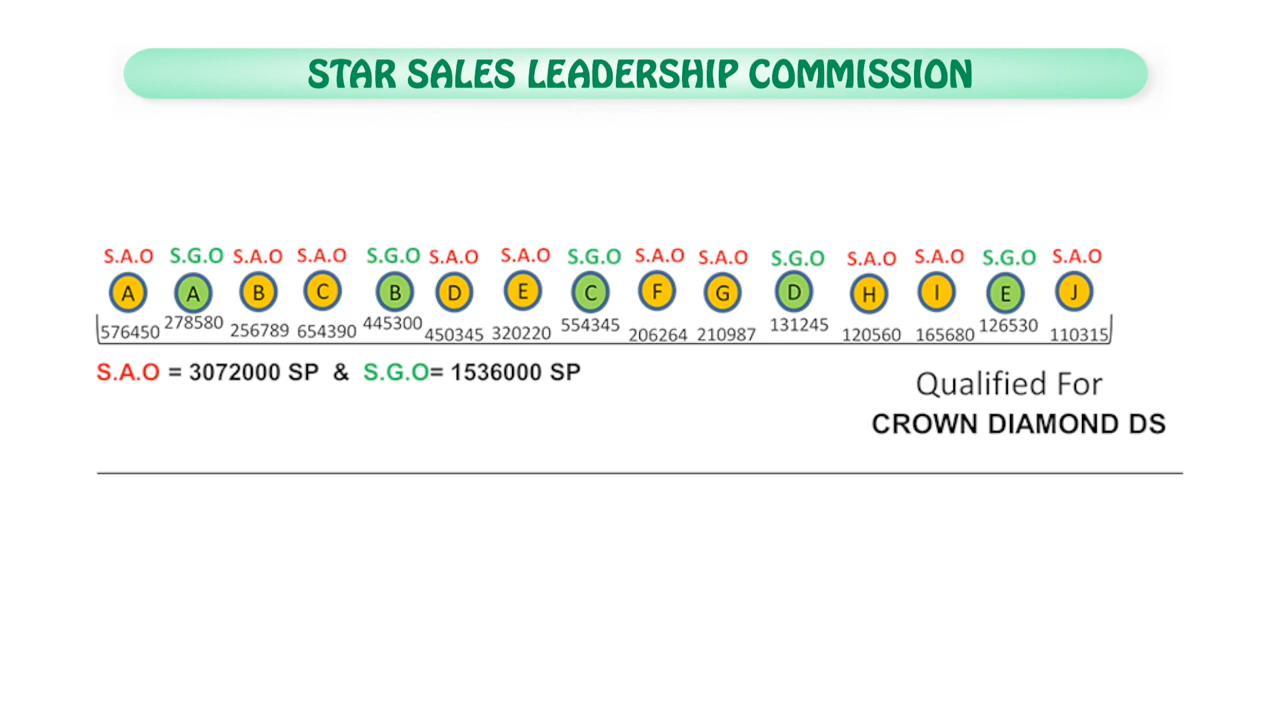 STAR SALES LEADERSHIP COMMISSION
S.A.O S.G.O S.A.O S.A.O S.G.O S.A.O S.A.O S.G.O S.A.O S.A.O S.G.O S.A.O S.A.O S.G.O S.A.O
A A B C B D E C F G D H I E J
576450 278580 256789 654390 445300 450345 320220 554345 206264 210987 131245 120560 165680 126530 110315
S.A.O = 3072000 SP & S.G.O= 1536000 SP
Qualified For
CROWN DIAMOND DS